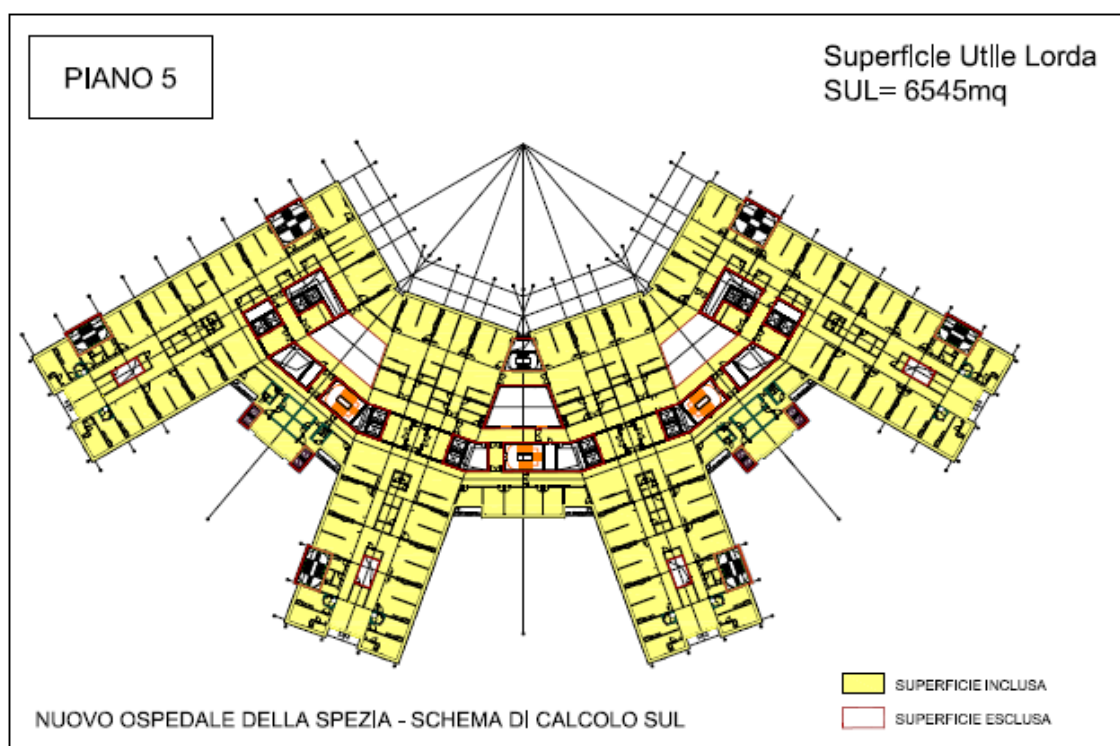 PIANO 5
Superficie Utile Lorda
SUL= 6545mq
SUPERFICIE INCLUSA
SUPERFICIE ESCLUSA
NUOVO OSPEDALE DELLA SPEZIA - SCHEMA DI CALCOLO SUL